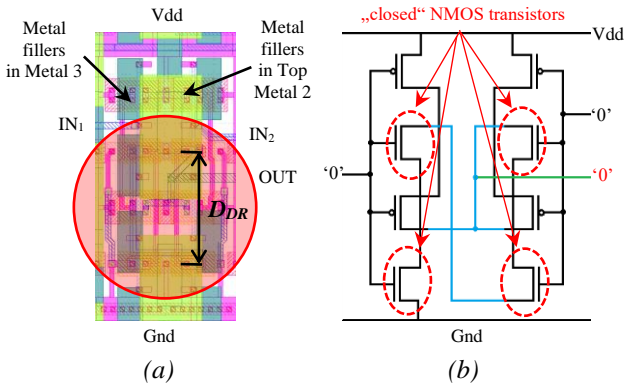 Vdd
Metal
fillers
in Metal 3
Metal
fillers
in Top
Metal 2
IN1
IN2
OUT
DDR
Gnd
(a)
„closed“ NMOS transistors
Vdd
‘0’
‘0’
‘0’
Gnd
(b)